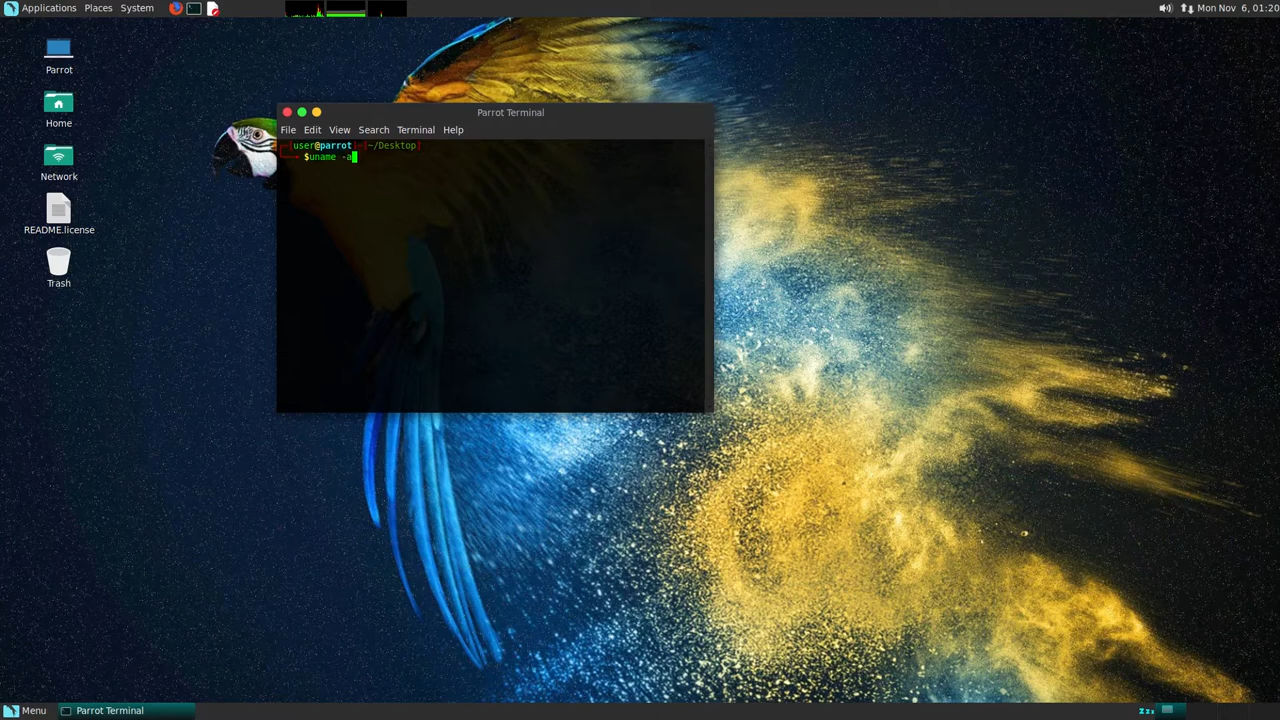 Applications Places System
Mon Nov 6, 01:20
Parrot
Home
Network
README.license
Trash
Parrot Terminal
File Edit View Search Terminal Help
[user@parrot]─[~/Desktop]
$uname -a
Menu
Parrot Terminal
zzz